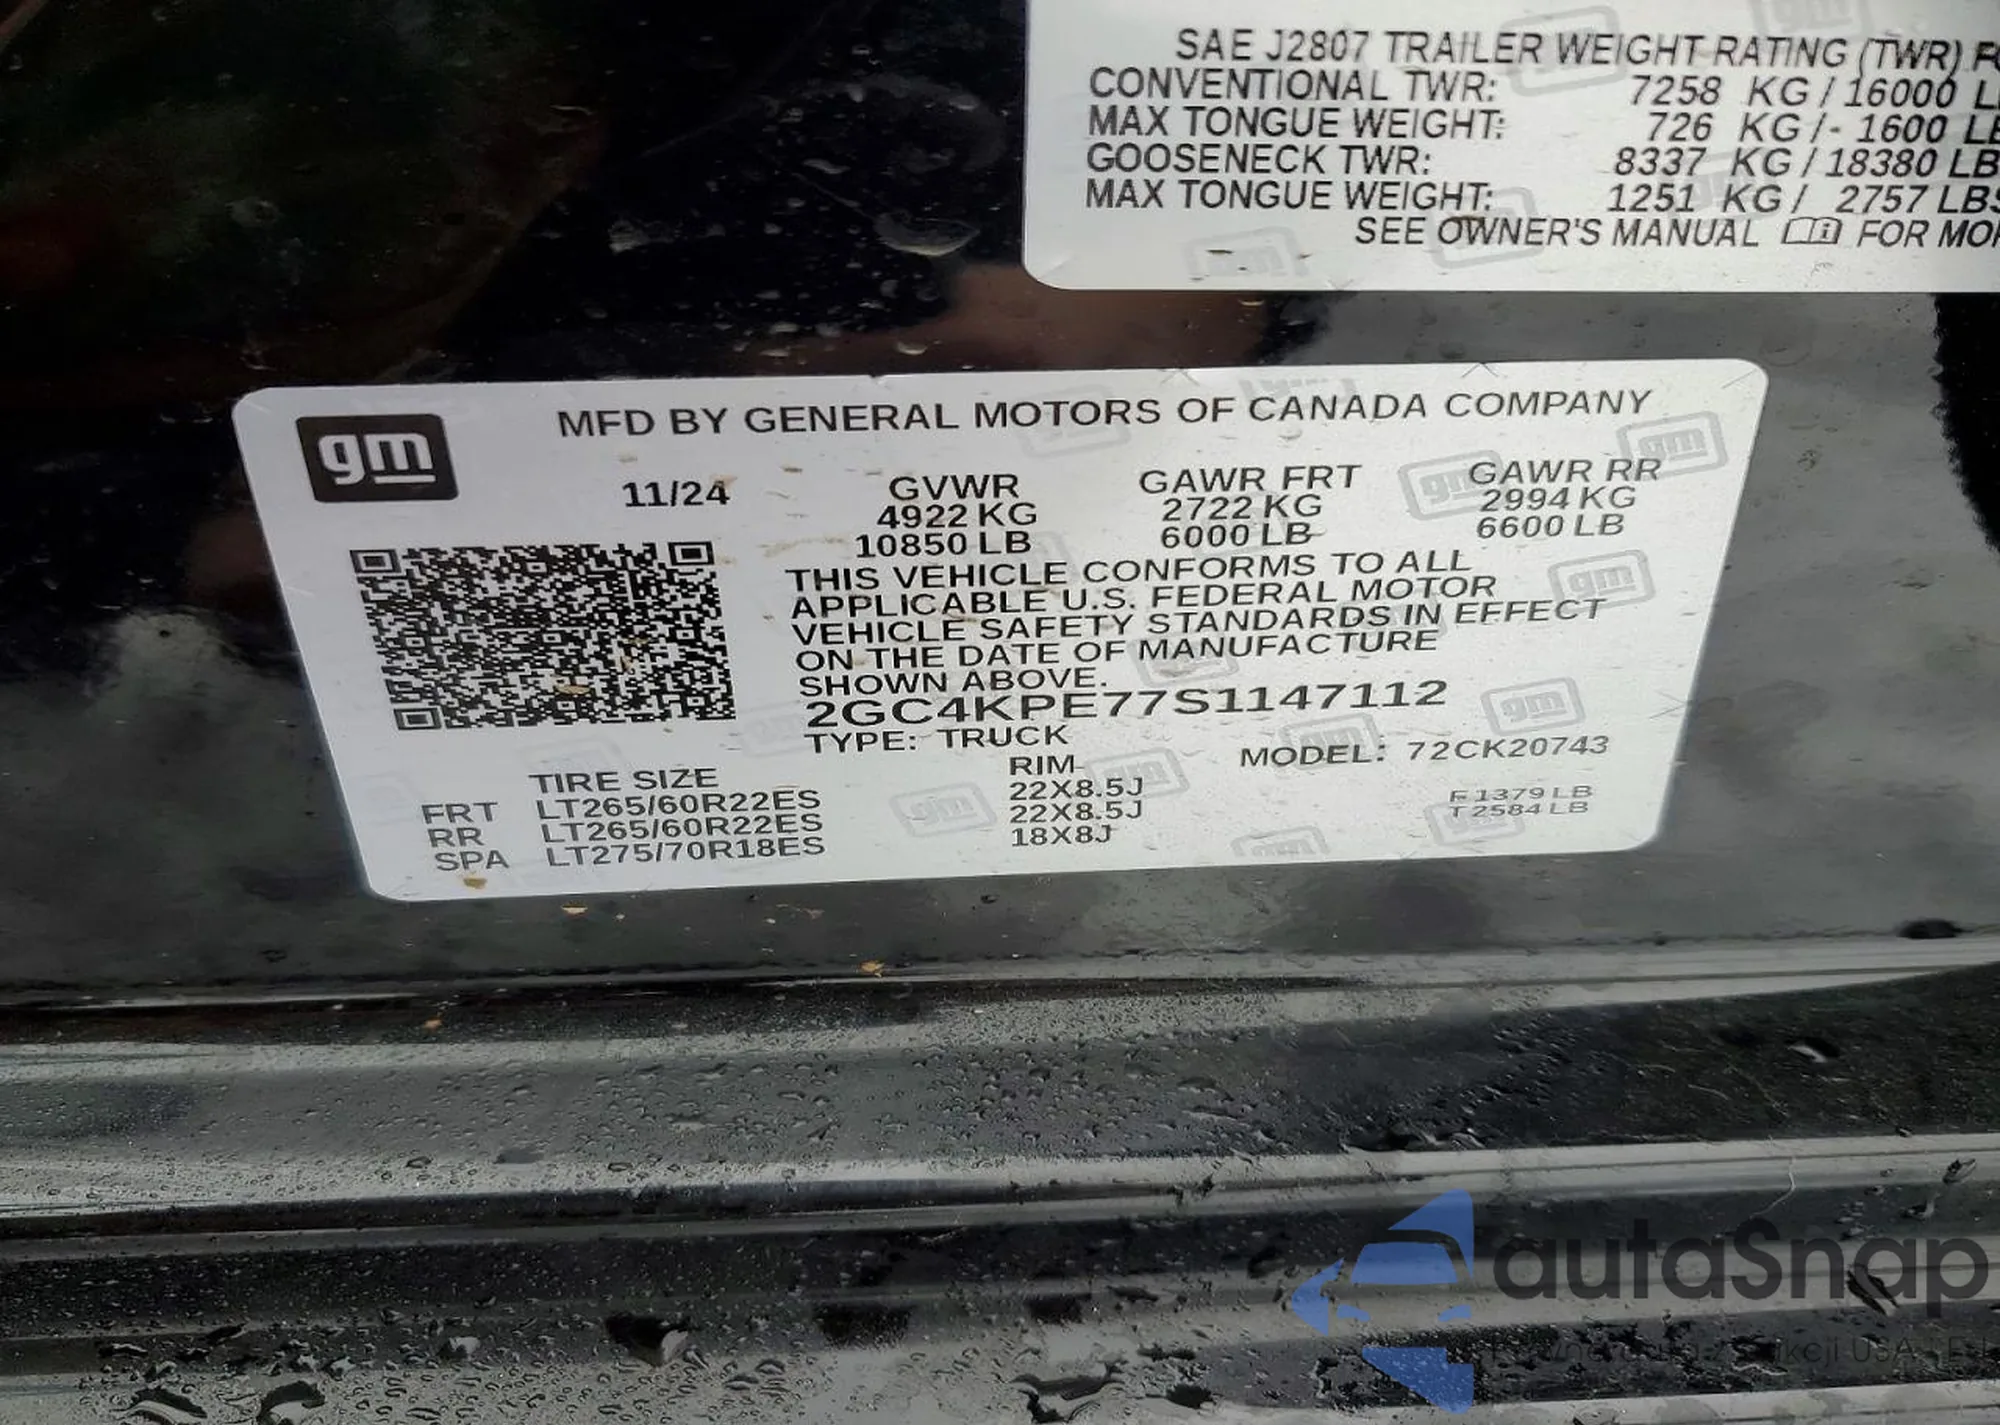 SAE J2807 TRAILER WEIGHT RATING (TWR)
CONVENTIONAL TWR: 7258 KG / 16000
MAX TONGUE WEIGHT: 726 KG /- 1600
GOOSENECK TWR: 8337 KG / 18380 LB
MAX TONGUE WEIGHT: 1251 KG / 2757 LBS
SEE OWNER'S MANUAL FOR
gm
MFD BY GENERAL MOTORS OF CANADA COMPANY
11/24 GVWR GAWR FRT GAWR RR
4922 KG 2722 KG 2994 KG
10850 LB 6000 LB 6600 LB
THIS VEHICLE CONFORMS TO ALL
APPLICABLE U.S. FEDERAL MOTOR
VEHICLE SAFETY STANDARDS IN EFFECT
ON THE DATE OF MANUFACTURE
SHOWN ABOVE.
2GC4KPE77S1147112
TYPE: TRUCK
MODEL: 72CK20743
TIRE SIZE RIM
FRT LT265/60R22ES 22X8.5J
RR LT265/60R22ES 22X8.5J
SPA LT275/70R18ES 18X8J
F 1379 LB
T 2584 LB
autoSnap